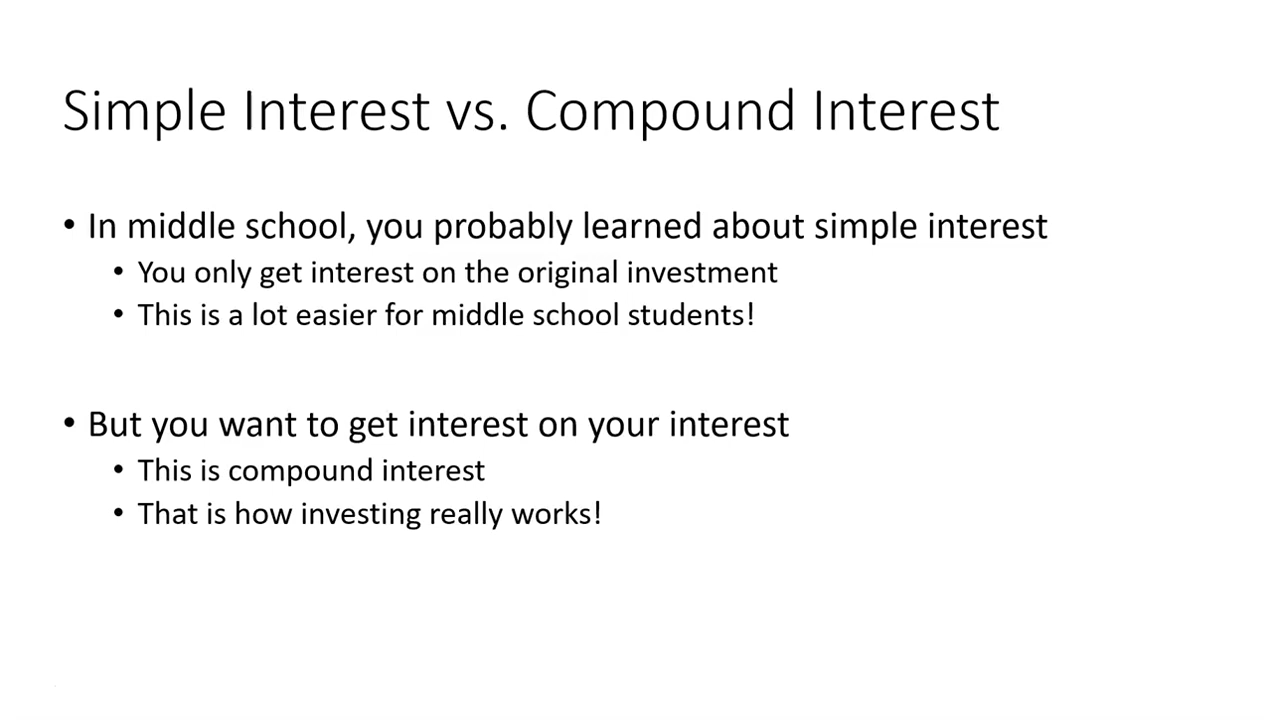 Simple Interest vs. Compound Interest
• In middle school, you probably learned about simple interest
• You only get interest on the original investment
• This is a lot easier for middle school students!
• But you want to get interest on your interest
• This is compound interest
• That is how investing really works!